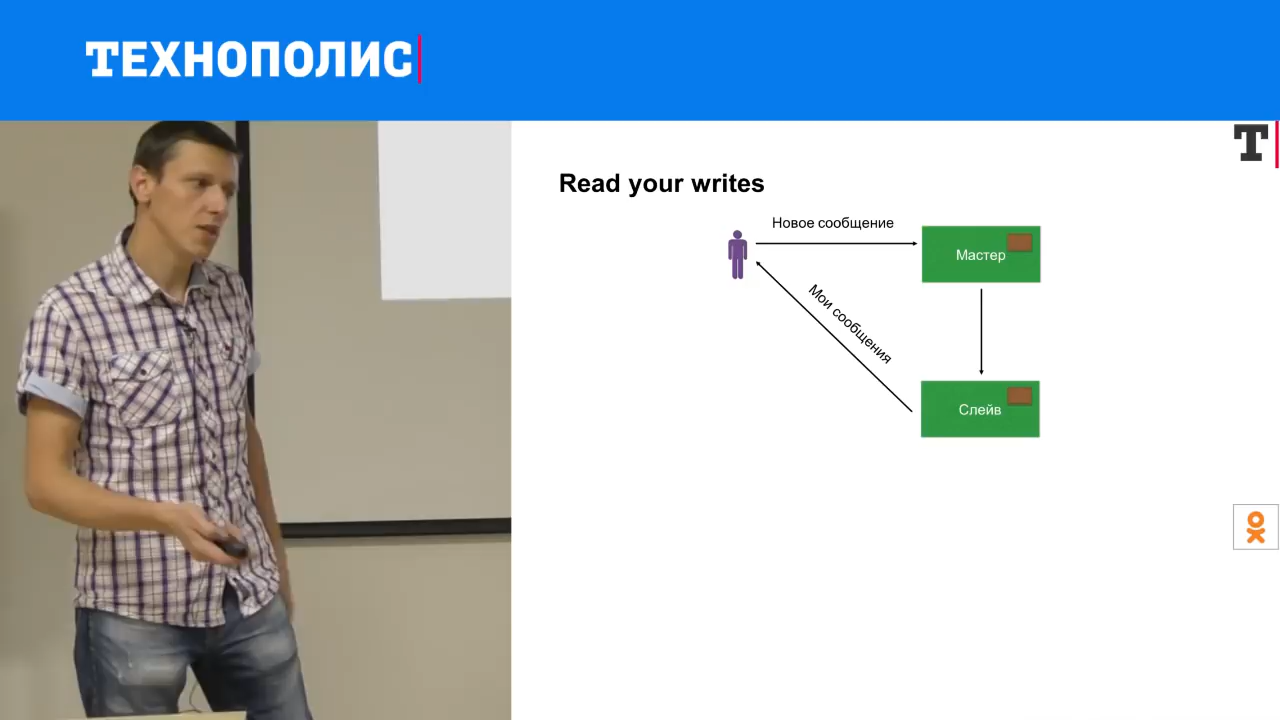 ТЕХНОПОЛИС
Т
Read your writes
Новое сообщение
Мастер
Мои сообщения
Слейв